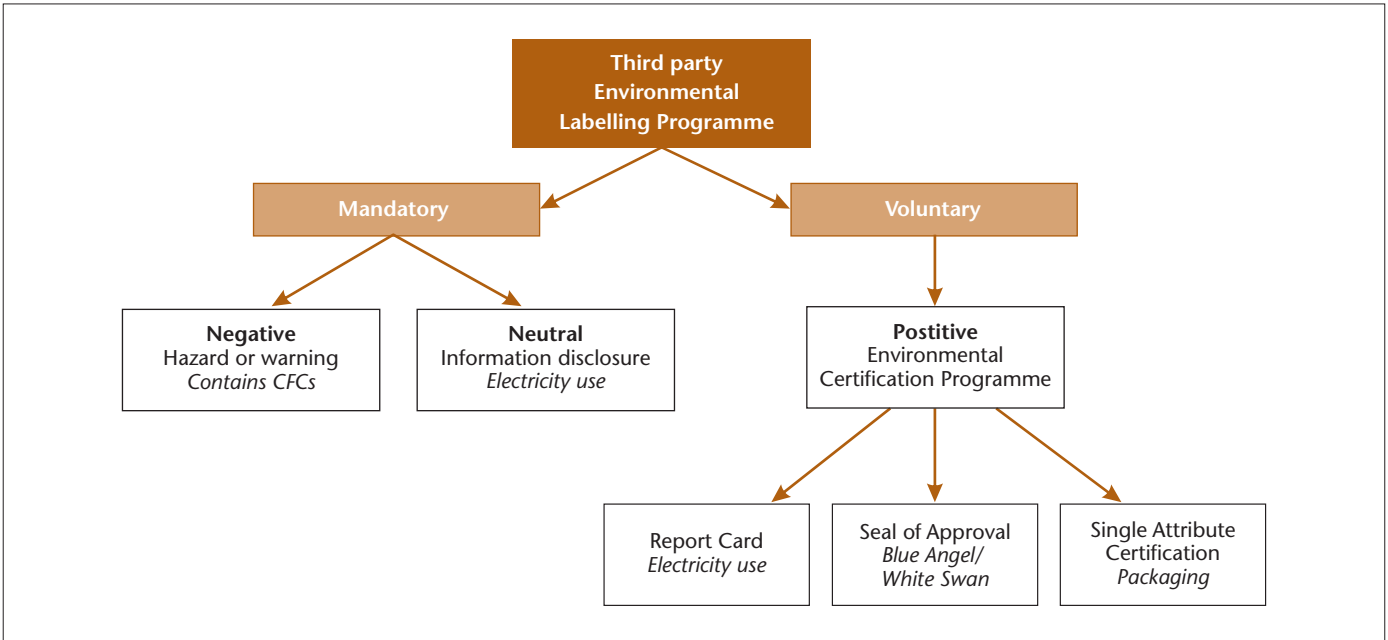 Third party
Environmental
Labelling Programme
Mandatory
Voluntary
Negative
Hazard or warning
Contains CFCs
Neutral
Information disclosure
Electricity use
Postitive
Environmental
Certification Programme
Report Card
Electricity use
Seal of Approval
Blue Angel/
White Swan
Single Attribute
Certification
Packaging